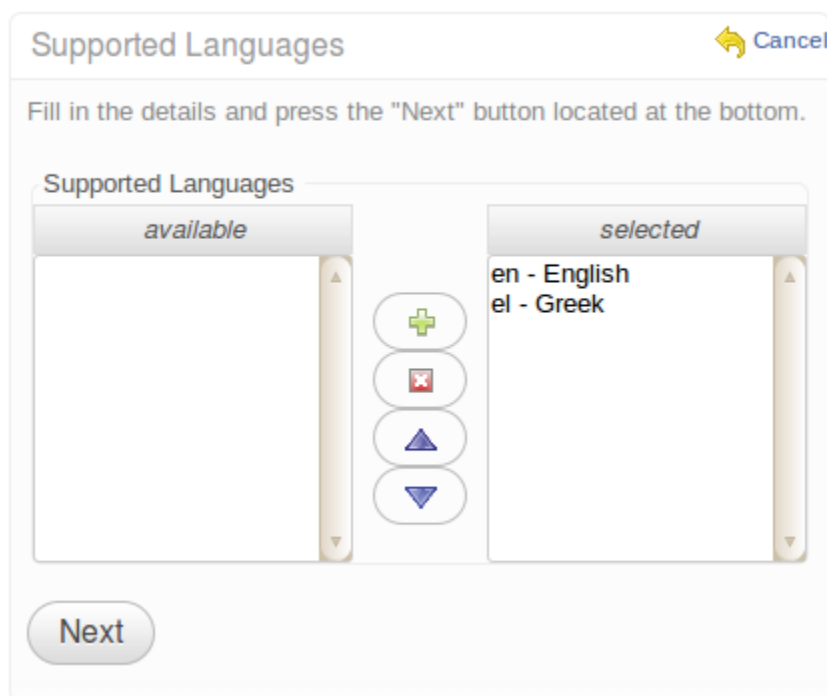 Supported Languages
Cancel
Fill in the details and press the "Next" button located at the bottom.
Supported Languages
available
selected
en - English
el - Greek
Next